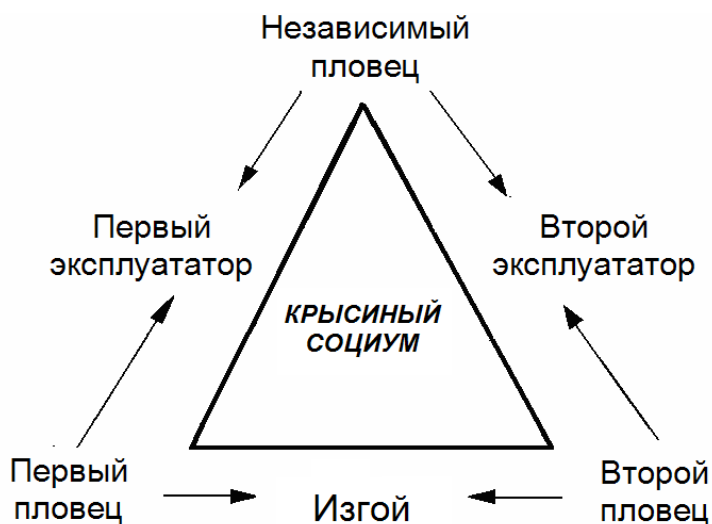 Независимый
пловец
Первый
эксплуататор
Второй
эксплуататор
КРЫСИНЫЙ
СОЦИУМ
Первый
пловец
Изгой
Второй
пловец